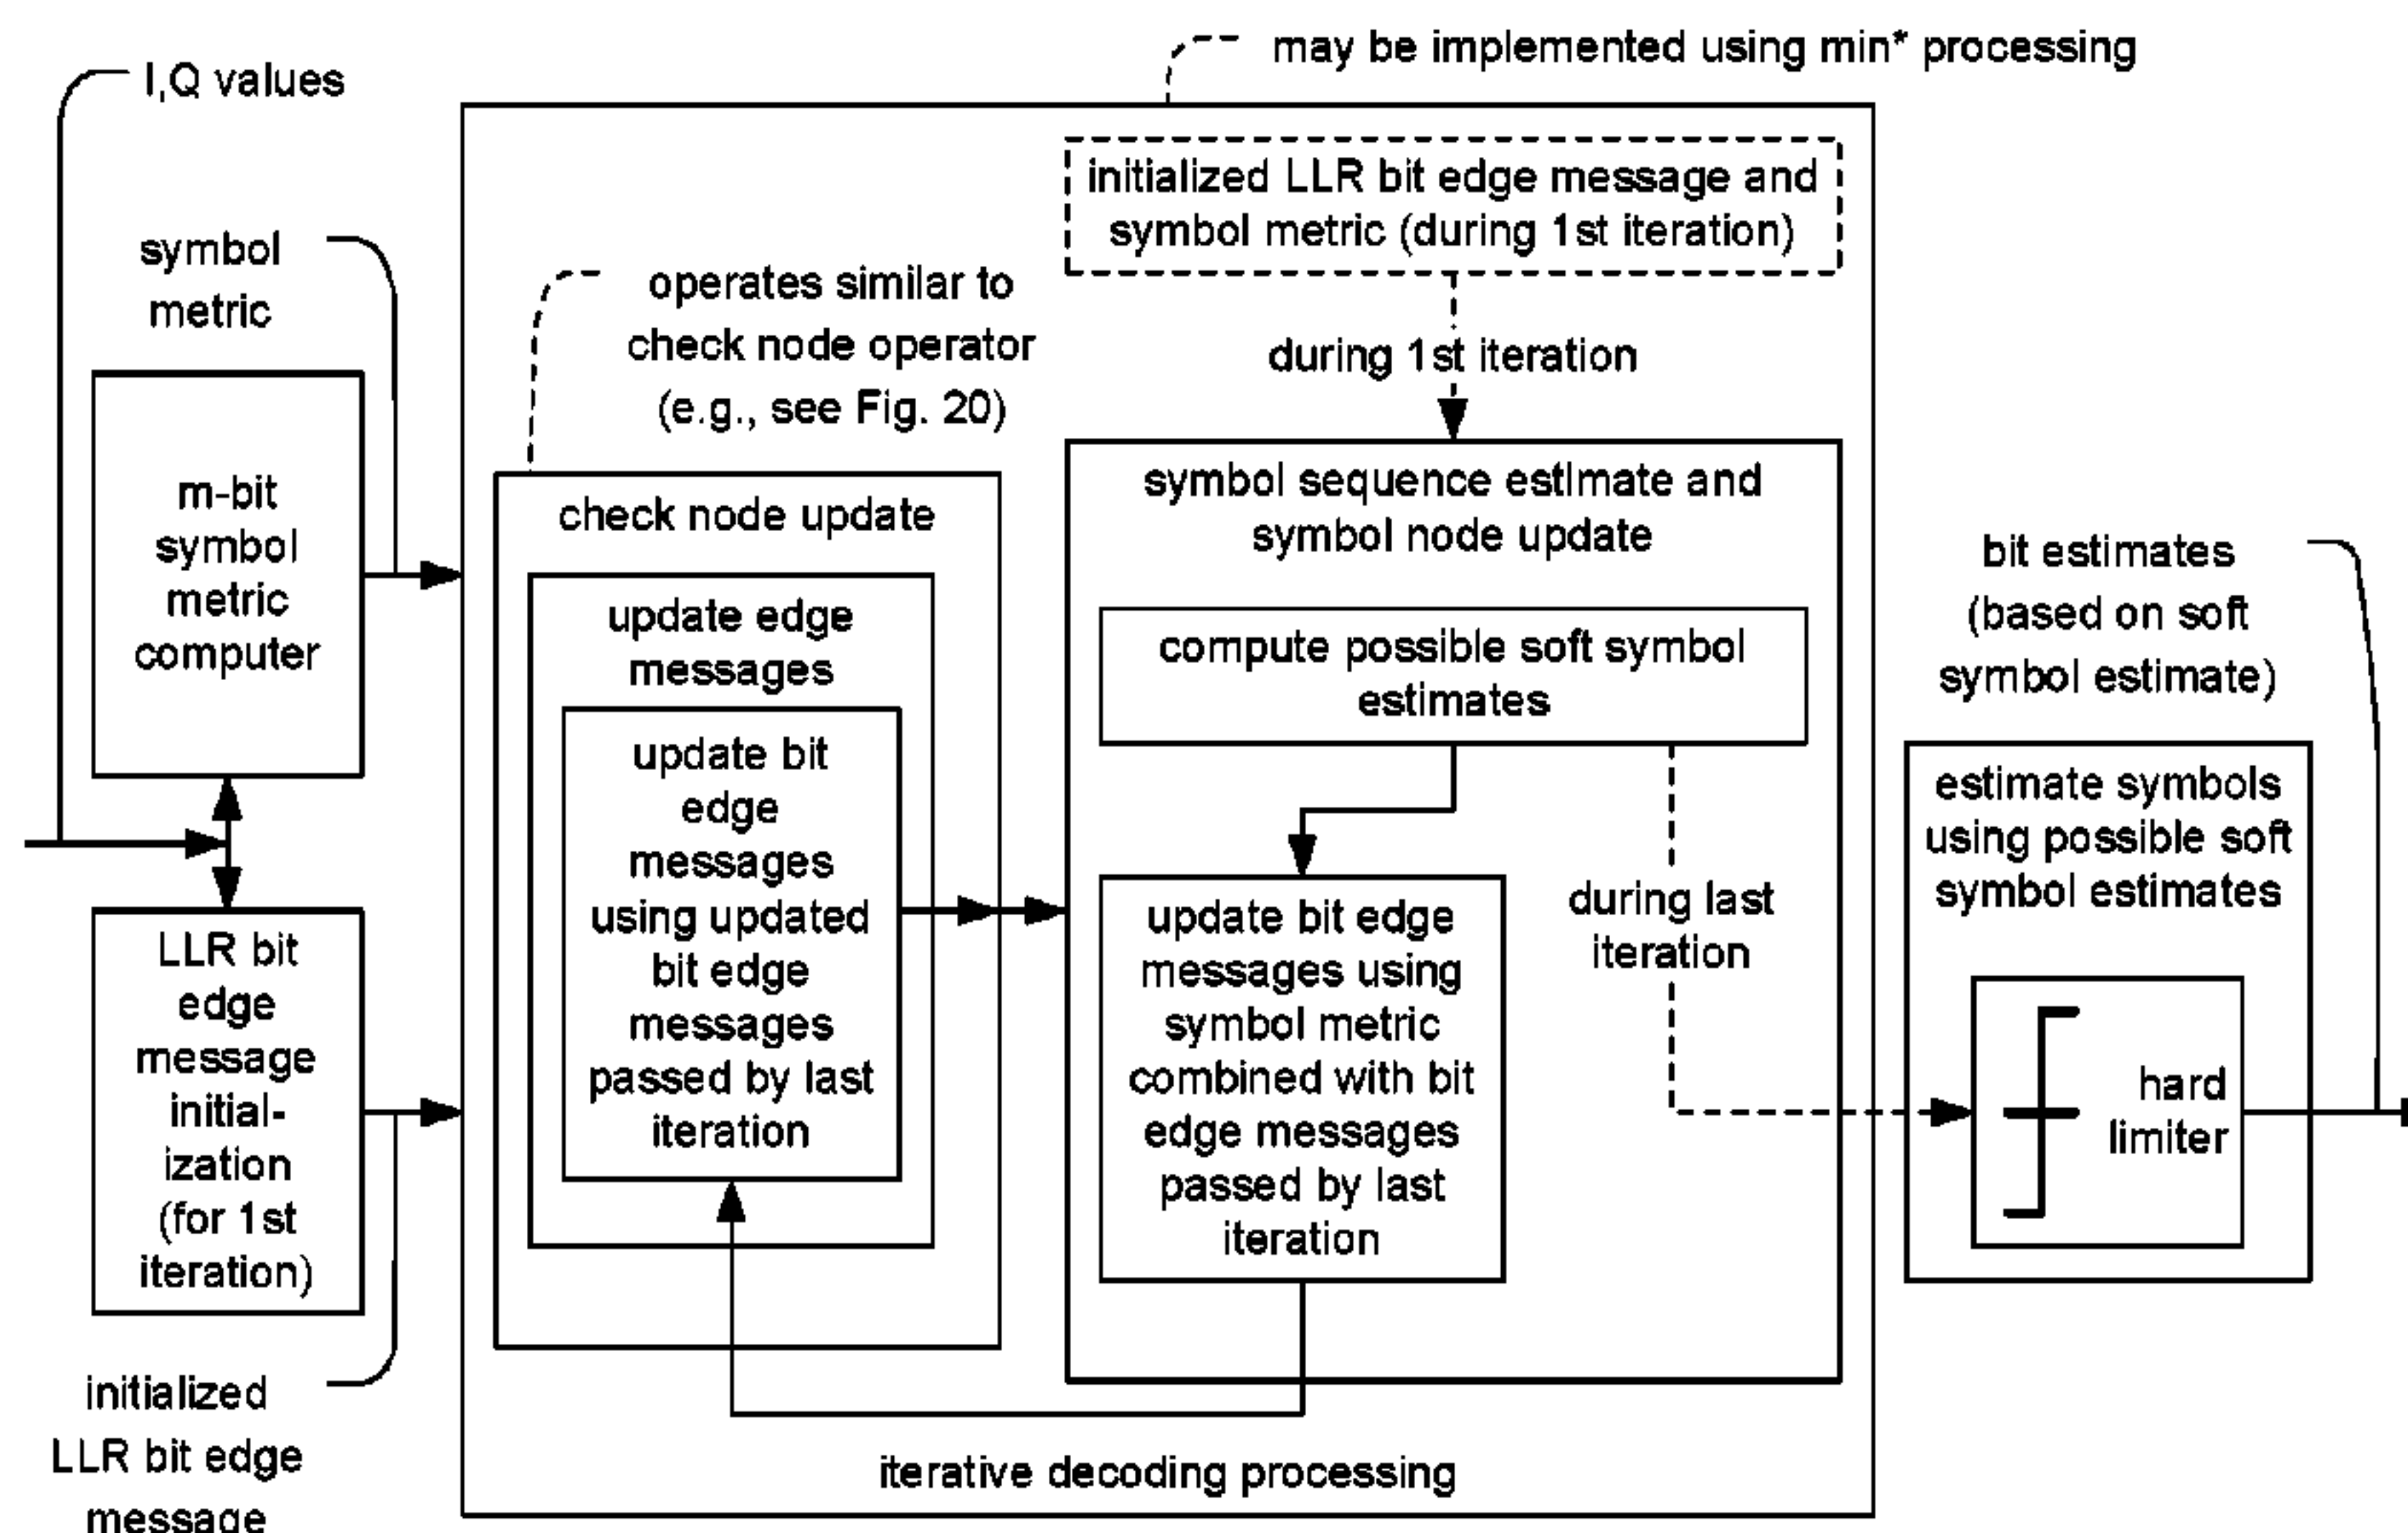 I,Q values
symbol
metric
m-bit
symbol
metric
computer
LLR bit
edge
message
initial-
ization
(for 1st
iteration)
initialized
LLR bit edge
message
may be implemented using min* processing
initialized LLR bit edge message and
symbol metric (during 1st iteration)
during 1st iteration
operates similar to
check node operator
(e.g., see Fig. 20)
check node update
update edge
messages
update bit
edge
messages
using updated
bit edge
messages
passed by last
iteration
symbol sequence estimate and
symbol node update
compute possible soft symbol
estimates
update bit edge
messages using
symbol metric
combined with bit
edge messages
passed by last
iteration
during last
iteration
iterative decoding processing
bit estimates
(based on soft
symbol estimate)
estimate symbols
using possible soft
symbol estimates
hard
limiter